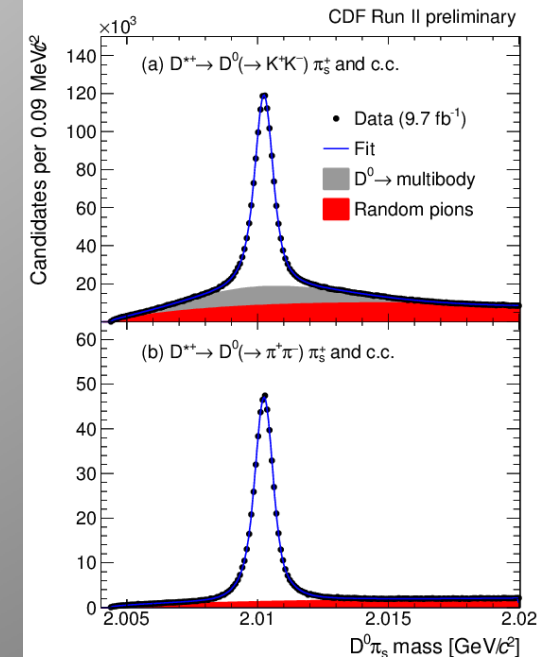 CDF Run II preliminary
×10³
Candidates per 0.09 MeV/c²
140
120
100
80
60
40
20
(a) D*⁺→ D⁰(→ K⁺K⁻) πₛ⁺ and c.c.
Data (9.7 fb⁻¹)
Fit
D⁰→ multibody
Random pions
60
50
40
30
20
10
0
(b) D*⁺→ D⁰(→ π⁺π⁻) πₛ⁺ and c.c.
2.005 2.01 2.015 2.02
D⁰πₛ mass [GeV/c²]